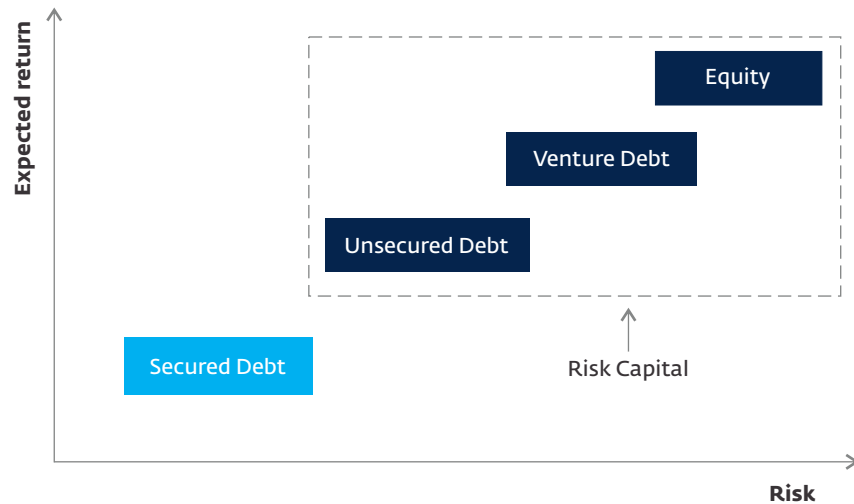 Expected return
Equity
Venture Debt
Unsecured Debt
Secured Debt
Risk Capital
Risk